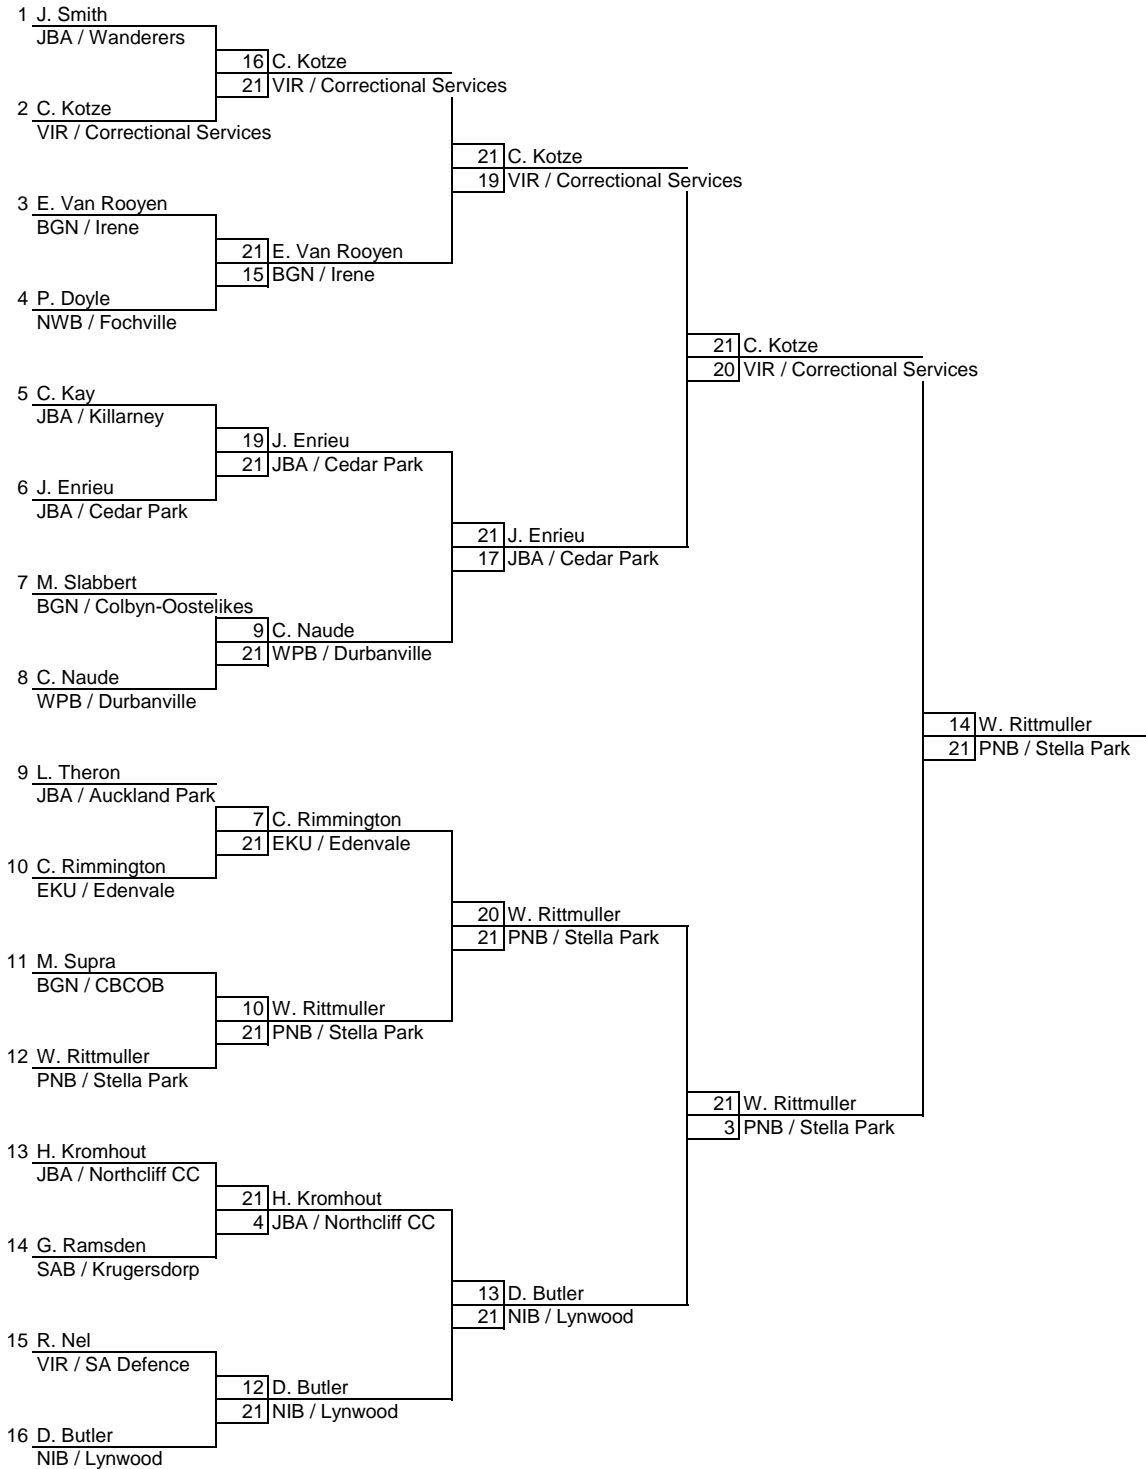 1 J. Smith
JBA / Wanderers
16 C. Kotze
21 VIR / Correctional Services
2 C. Kotze
VIR / Correctional Services
21 C. Kotze
19 VIR / Correctional Services
3 E. Van Rooyen
BGN / Irene
21 E. Van Rooyen
15 BGN / Irene
4 P. Doyle
NWB / Fochville
21 C. Kotze
20 VIR / Correctional Services
5 C. Kay
JBA / Killarney
19 J. Enrieu
21 JBA / Cedar Park
6 J. Enrieu
JBA / Cedar Park
21 J. Enrieu
17 JBA / Cedar Park
7 M. Slabbert
BGN / Colbyn-Oostelikes
9 C. Naude
21 WPB / Durbanville
8 C. Naude
WPB / Durbanville
14 W. Rittmuller
21 PNB / Stella Park
9 L. Theron
JBA / Auckland Park
7 C. Rimmington
21 EKU / Edenvale
10 C. Rimmington
EKU / Edenvale
20 W. Rittmuller
21 PNB / Stella Park
11 M. Supra
BGN / CBCOB
10 W. Rittmuller
21 PNB / Stella Park
12 W. Rittmuller
PNB / Stella Park
21 W. Rittmuller
3 PNB / Stella Park
13 H. Kromhout
JBA / Northcliff CC
21 H. Kromhout
4 JBA / Northcliff CC
14 G. Ramsden
SAB / Krugersdorp
13 D. Butler
21 NIB / Lynwood
15 R. Nel
VIR / SA Defence
12 D. Butler
21 NIB / Lynwood
16 D. Butler
NIB / Lynwood